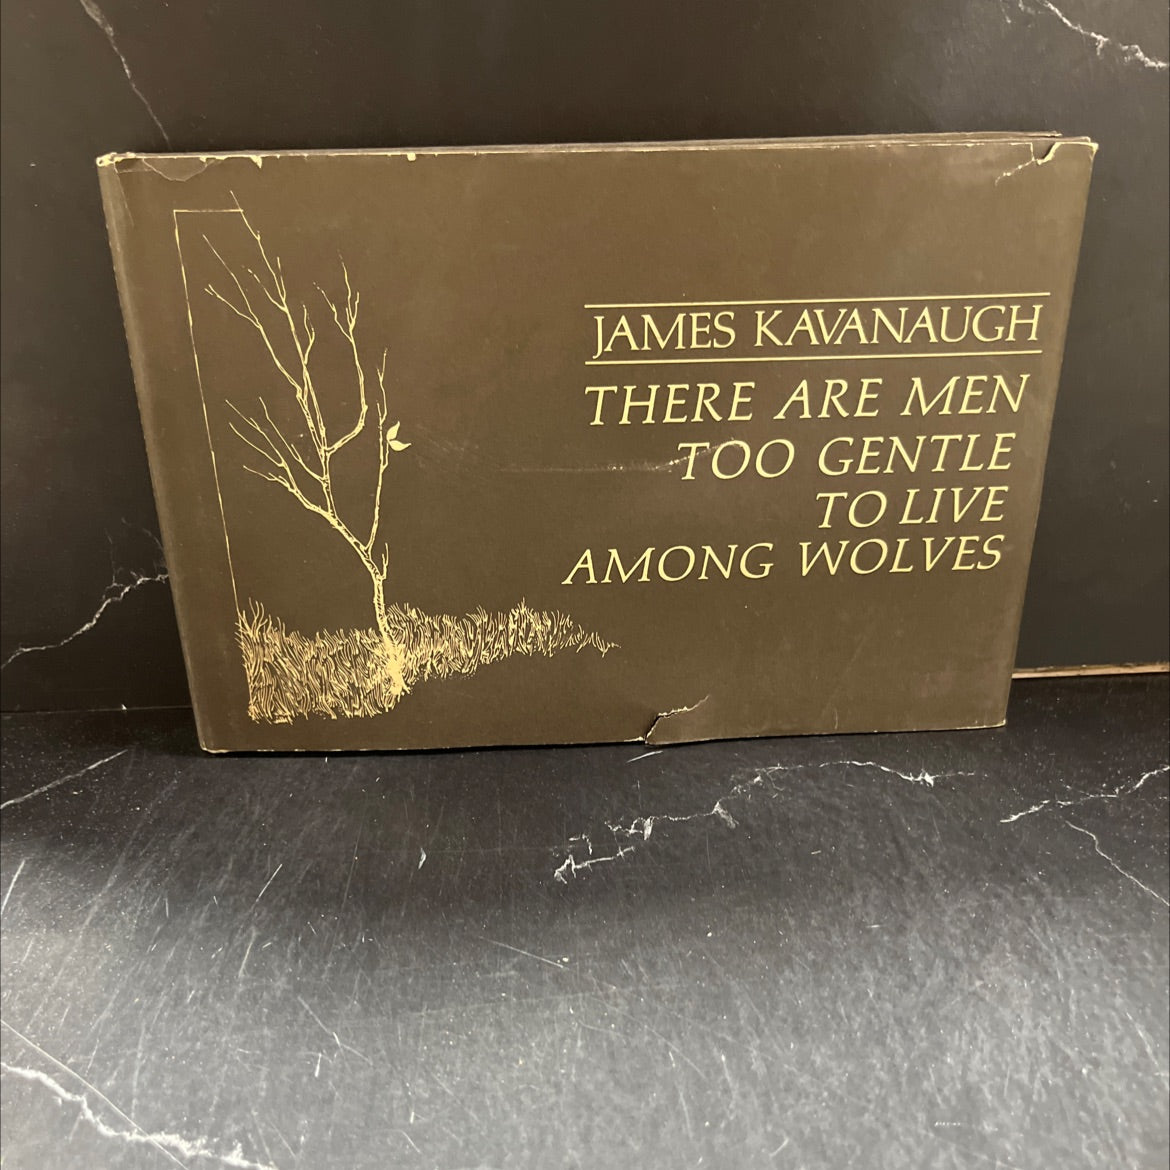 JAMES KAVANAUGH
THERE ARE MEN
TOO GENTLE
TO LIVE
AMONG WOLVES